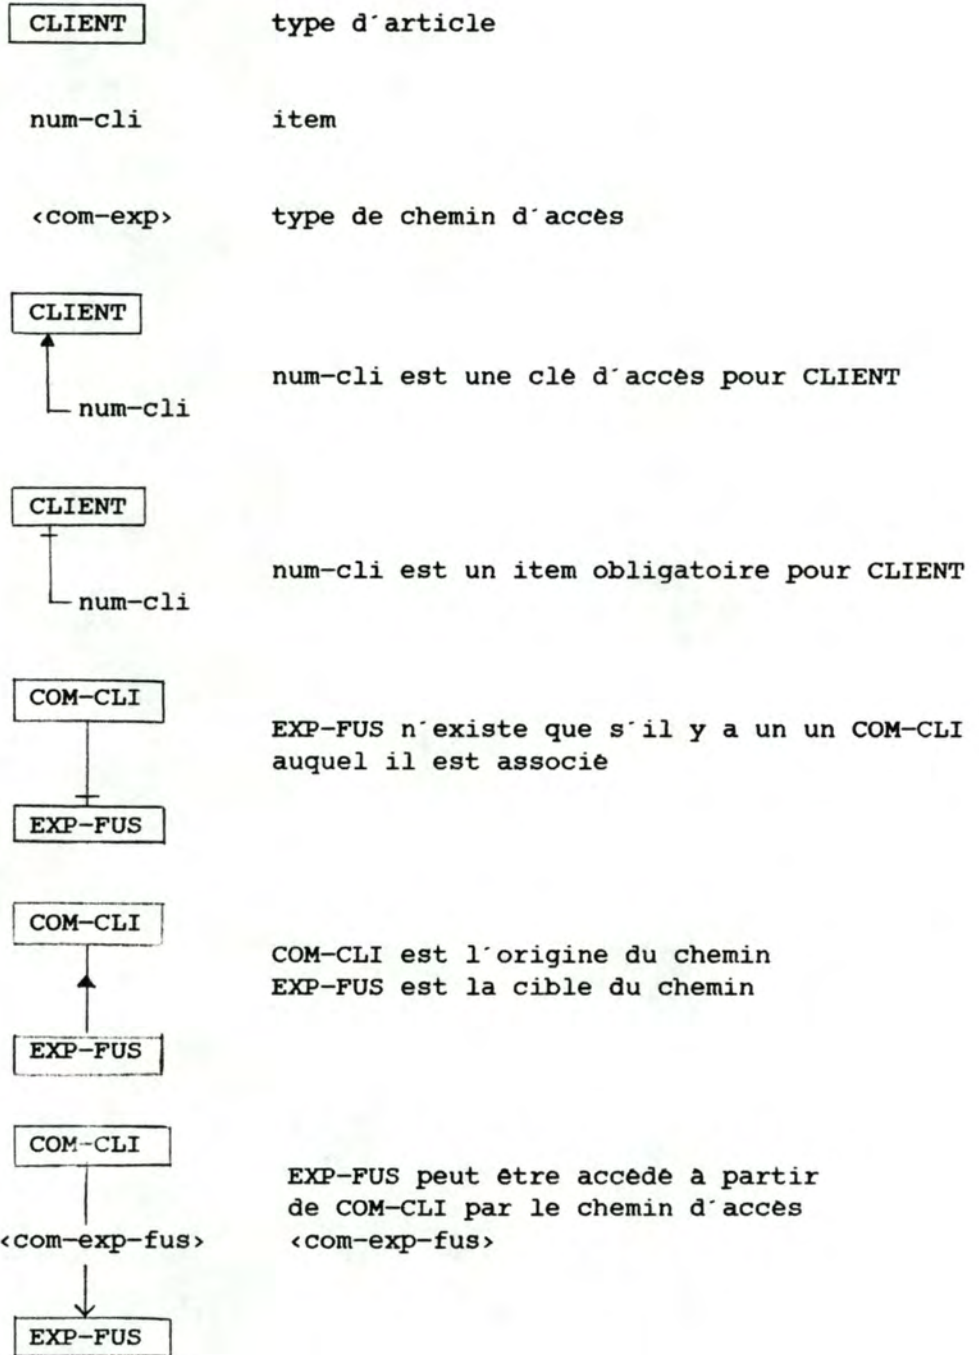 CLIENT type d´article
num-cli item
<com-exp> type de chemin d´accès
CLIENT
num-cli est une clé d´accès pour CLIENT
num-cli
CLIENT
num-cli est un item obligatoire pour CLIENT
num-cli
COM-CLI
EXP-FUS n´existe que s´il y a un un COM-CLI
auquel il est associé
EXP-FUS
COM-CLI
COM-CLI est l´origine du chemin
EXP-FUS est la cible du chemin
EXP-FUS
COM-CLI
EXP-FUS peut être accédé à partir
de COM-CLI par le chemin d´accès
<com-exp-fus> <com-exp-fus>
EXP-FUS